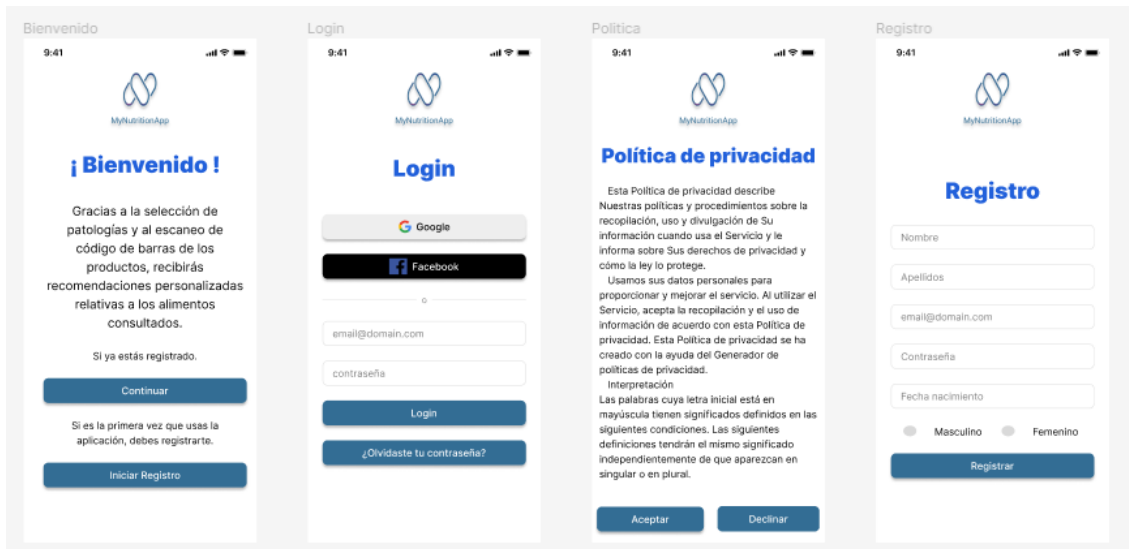 Bienvenido
9:41
MyNutritionApp
¡ Bienvenido !
Gracias a la selección de
patologías y al escaneo de
código de barras de los
productos, recibirás
recomendaciones personalizadas
relativas a los alimentos
consultados.
Si ya estás registrado.
Continuar
Si es la primera vez que usas la
aplicación, debes registrarte.
Iniciar Registro
Login
9:41
MyNutritionApp
Login
Google
Facebook
o
email@domain.com
contraseña
Login
¿Olvidaste tu contraseña?
Politica
9:41
MyNutritionApp
Política de privacidad
Esta Política de privacidad describe
Nuestras políticas y procedimientos sobre la
recopilación, uso y divulgación de Su
información cuando usa el Servicio y le
informa sobre Sus derechos de privacidad y
cómo la ley lo protege.
Usamos sus datos personales para
proporcionar y mejorar el servicio. Al utilizar el
Servicio, acepta la recopilación y el uso de
información de acuerdo con esta Política de
privacidad. Esta Política de privacidad se ha
creado con la ayuda del Generador de
políticas de privacidad.
Interpretación
Las palabras cuya letra inicial está en
mayúscula tienen significados definidos en las
siguientes condiciones. Las siguientes
definiciones tendrán el mismo significado
independientemente de que aparezcan en
singular o en plural.
Aceptar
Declinar
Registro
9:41
MyNutritionApp
Registro
Nombre
Apellidos
email@domain.com
Contraseña
Fecha nacimiento
Masculino
Femenino
Registrar